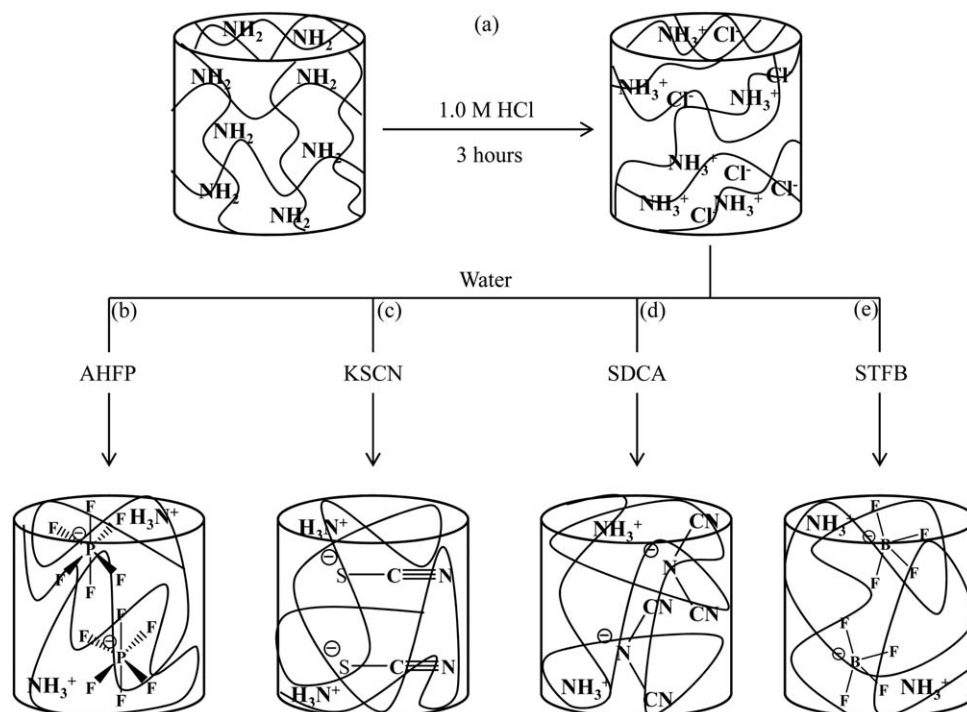 (a)
NH₂
NH₂
NH₂
NH₂
NH₂
NH₂
NH₂
NH₂
1.0 M HCl
3 hours
NH₃⁺ Cl⁻
Cl⁻
NH₃⁺
Cl⁻
NH₃⁺
NH₃⁺
Cl⁻
Cl⁻
NH₃⁺
Cl⁻
NH₃⁺
Water
(b)
(c)
(d)
(e)
AHFP
KSCN
SDCA
STFB
F
F
⊖
F
H₃N⁺
P
F
F
F
F
F
⊖
F
P
F
F
F
NH₃⁺
H₃N⁺
⊖
S C N
⊖
S C N
H₃N⁺
NH₃⁺
CN
⊖
N
CN
CN
⊖
N
NH₃⁺
CN
NH₃⁺
F
⊖
B
F
F
F
F
⊖
B
F
F
F
NH₃⁺